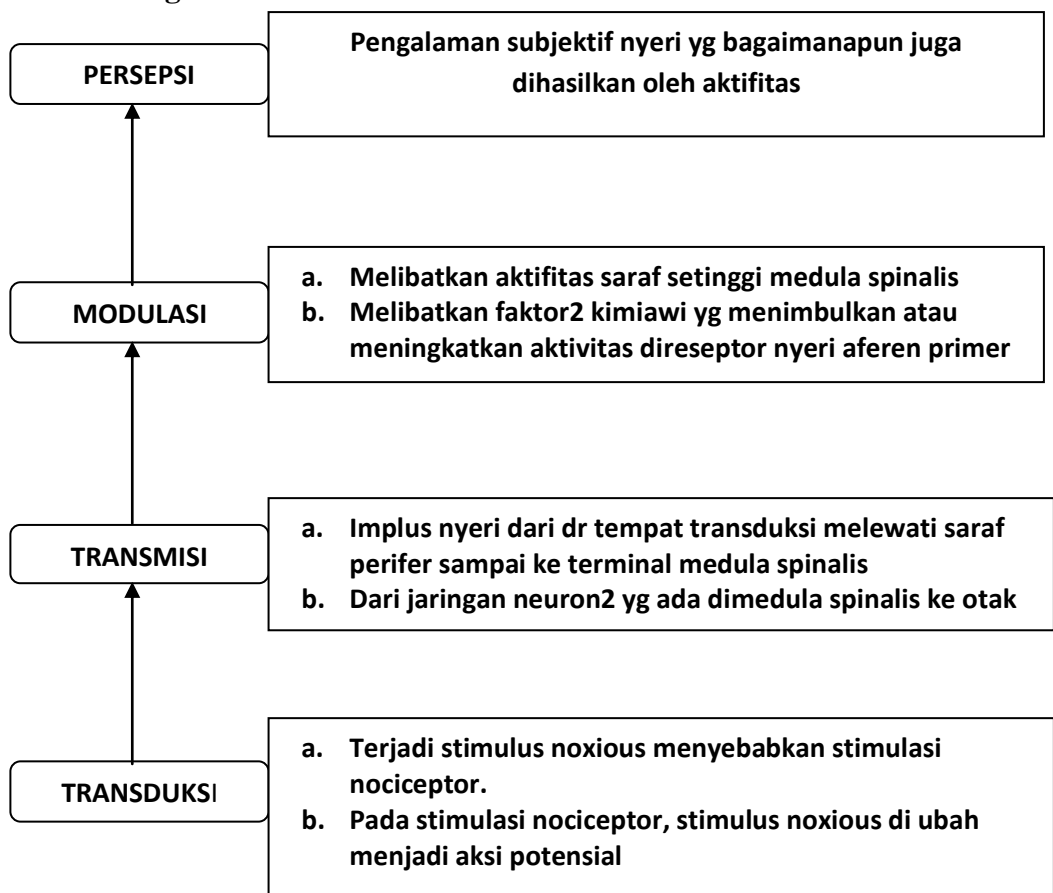 PERSEPSI
Pengalaman subjektif nyeri yg bagaimanapun juga
dihasilkan oleh aktifitas
MODULASI
a. Melibatkan aktifitas saraf setinggi medula spinalis
b. Melibatkan faktor2 kimiawi yg menimbulkan atau
meningkatkan aktivitas direseptor nyeri aferen primer
TRANSMISI
a. Implus nyeri dari dr tempat transduksi melewati saraf
perifer sampai ke terminal medula spinalis
b. Dari jaringan neuron2 yg ada dimedula spinalis ke otak
TRANSDUKSI
a. Terjadi stimulus noxious menyebabkan stimulasi
nociceptor.
b. Pada stimulasi nociceptor, stimulus noxious di ubah
menjadi aksi potensial